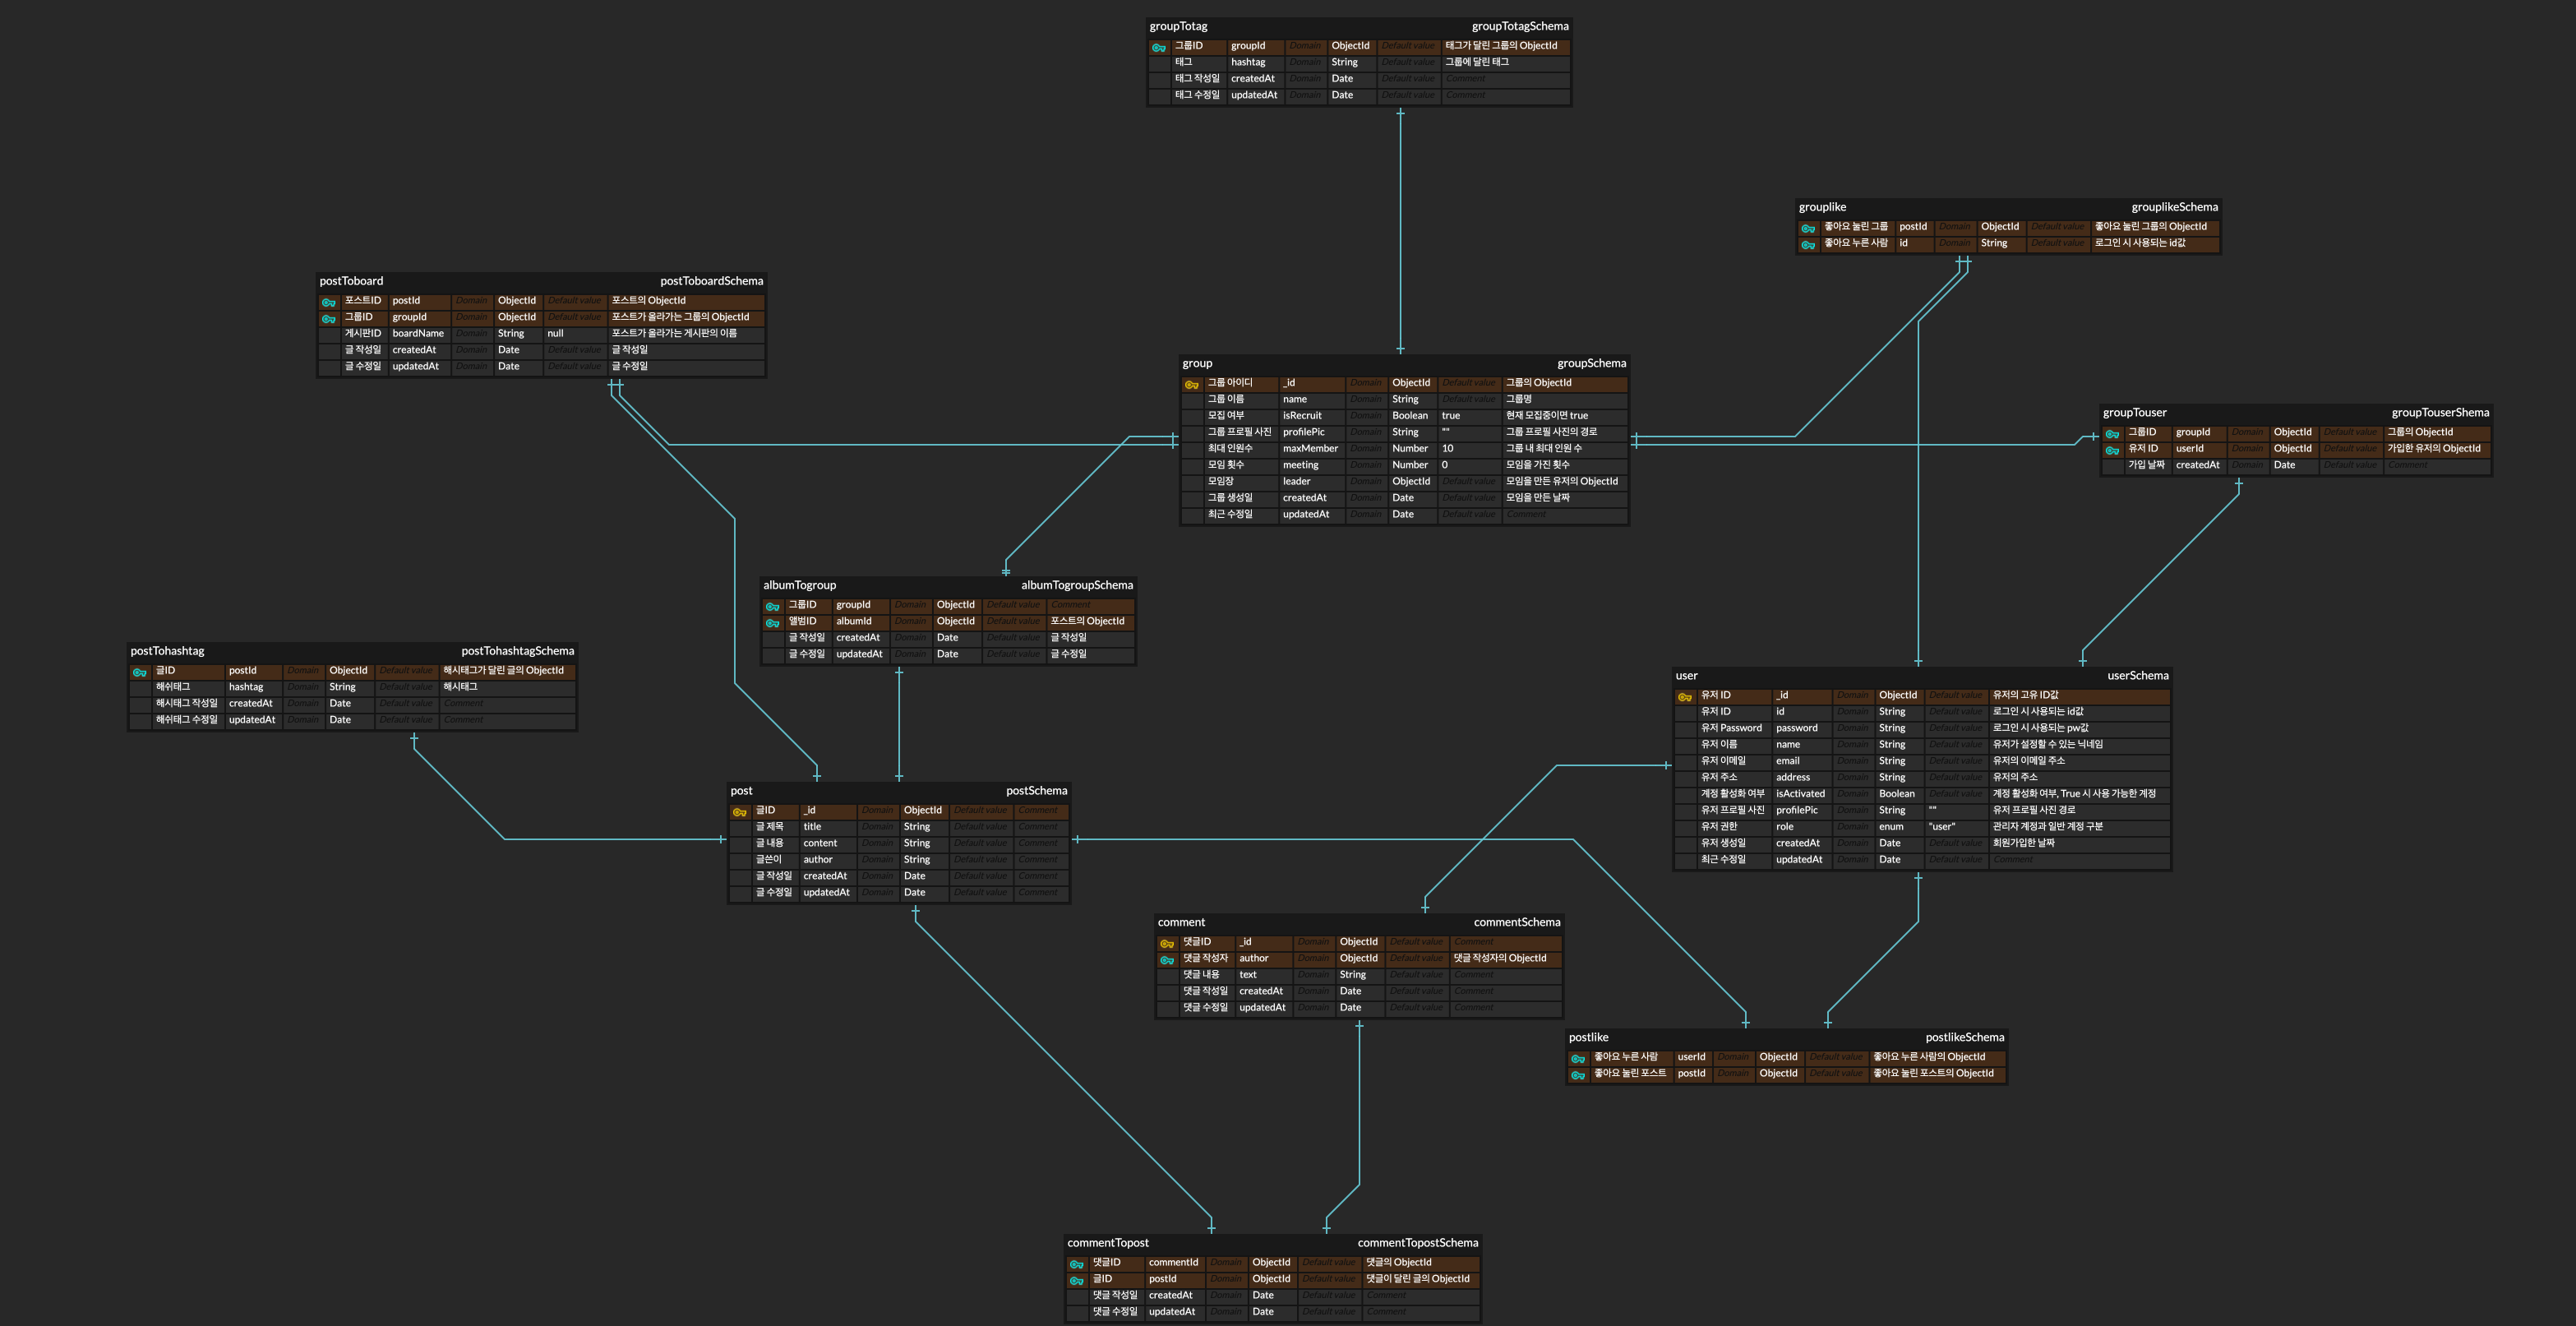 groupTotag groupTotagSchema
그룹ID groupId Domain ObjectId Default value 태그가 달린 그룹의 ObjectId
태그 hashtag Domain String Default value 그룹에 달린 태그
태그 작성일 createdAt Domain Date Default value Comment
태그 수정일 updatedAt Domain Date Default value Comment
grouplike grouplikeSchema
좋아요 눌린 그룹 postId Domain ObjectId Default value 좋아요 눌린 그룹의 ObjectId
좋아요 누른 사람 id Domain String Default value 로그인 시 사용되는 id값
postToboard postToboardSchema
포스트ID postId Domain ObjectId Default value 포스트의 ObjectId
그룹ID groupId Domain ObjectId Default value 포스트가 올라가는 그룹의 ObjectId
게시판ID boardName Domain String null 포스트가 올라가는 게시판의 이름
글 작성일 createdAt Domain Date Default value 글 작성일
글 수정일 updatedAt Domain Date Default value 글 수정일
group groupSchema
그룹 아이디 _id Domain ObjectId Default value 그룹의 ObjectId
그룹 이름 name Domain String Default value 그룹명
모집 여부 isRecruit Domain Boolean true 현재 모집중이면 true
그룹 프로필 사진 profilePic Domain String "" 그룹 프로필 사진의 경로
최대 인원수 maxMember Domain Number 10 그룹 내 최대 인원 수
모임 횟수 meeting Domain Number 0 모임을 가진 횟수
모임장 leader Domain ObjectId Default value 모임을 만든 유저의 ObjectId
그룹 생성일 createdAt Domain Date Default value 모임을 만든 날짜
최근 수정일 updatedAt Domain Date Default value Comment
groupTouser groupTouserShema
그룹ID groupId Domain ObjectId Default value 그룹의 ObjectId
유저 ID userId Domain ObjectId Default value 가입한 유저의 ObjectId
가입 날짜 createdAt Domain Date Default value Comment
albumTogroup albumTogroupSchema
그룹ID groupId Domain ObjectId Default value Comment
앨범ID albumId Domain ObjectId Default value 포스트의 ObjectId
글 작성일 createdAt Domain Date Default value 글 작성일
글 수정일 updatedAt Domain Date Default value 글 수정일
postTohashtag postTohashtagSchema
글ID postId Domain ObjectId Default value 해시태그가 달린 글의 ObjectId
해쉬태그 hashtag Domain String Default value 해시태그
해시태그 작성일 createdAt Domain Date Default value Comment
해쉬태그 수정일 updatedAt Domain Date Default value Comment
user userSchema
유저 ID _id Domain ObjectId Default value 유저의 고유 ID값
유저 ID id Domain String Default value 로그인 시 사용되는 id값
유저 Password password Domain String Default value 로그인 시 사용되는 pw값
유저 이름 name Domain String Default value 유저가 설정할 수 있는 닉네임
유저 이메일 email Domain String Default value 유저의 이메일 주소
유저 주소 address Domain String Default value 유저의 주소
계정 활성화 여부 isActivated Domain Boolean Default value 계정 활성화 여부, True 시 사용 가능한 계정
유저 프로필 사진 profilePic Domain String "" 유저 프로필 사진 경로
유저 권한 role Domain enum "user" 관리자 계정과 일반 계정 구분
유저 생성일 createdAt Domain Date Default value 회원가입한 날짜
최근 수정일 updatedAt Domain Date Default value Comment
post postSchema
글ID _id Domain ObjectId Default value Comment
글 제목 title Domain String Default value Comment
글 내용 content Domain String Default value Comment
글쓴이 author Domain String Default value Comment
글 작성일 createdAt Domain Date Default value Comment
글 수정일 updatedAt Domain Date Default value Comment
comment commentSchema
댓글ID _id Domain ObjectId Default value Comment
댓글 작성자 author Domain ObjectId Default value 댓글 작성자의 ObjectId
댓글 내용 text Domain String Default value Comment
댓글 작성일 createdAt Domain Date Default value Comment
댓글 수정일 updatedAt Domain Date Default value Comment
postlike postlikeSchema
좋아요 누른 사람 userId Domain ObjectId Default value 좋아요 누른 사람의 ObjectId
좋아요 눌린 포스트 postId Domain ObjectId Default value 좋아요 눌린 포스트의 ObjectId
commentTopost commentTopostSchema
댓글ID commentId Domain ObjectId Default value 댓글의 ObjectId
글ID postId Domain ObjectId Default value 댓글이 달린 글의 ObjectId
댓글 작성일 createdAt Domain Date Default value Comment
댓글 수정일 updatedAt Domain Date Default value Comment